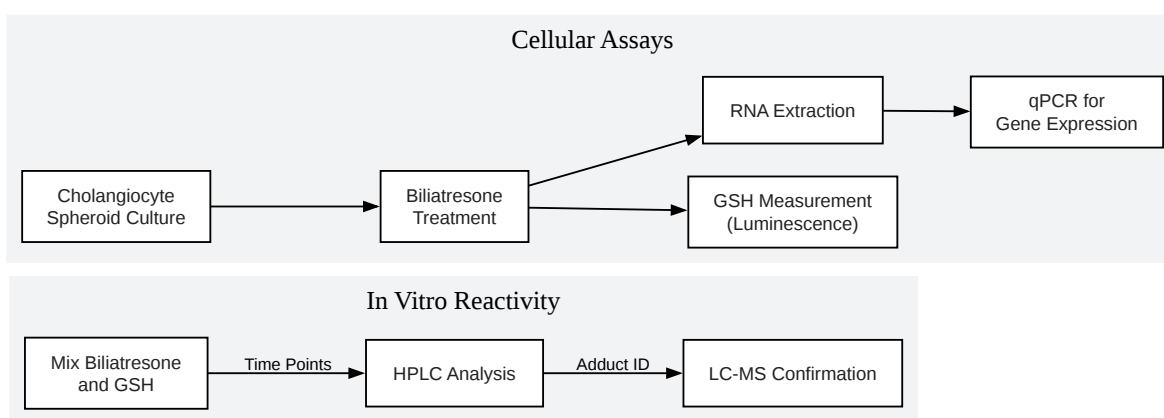 Cellular Assays
RNA Extraction
qPCR for
Gene Expression
Cholangiocyte
Spheroid Culture
Biliatresone
Treatment
GSH Measurement
(Luminescence)
In Vitro Reactivity
Mix Biliatresone
and GSH
Time Points
HPLC Analysis
Adduct ID
LC-MS Confirmation